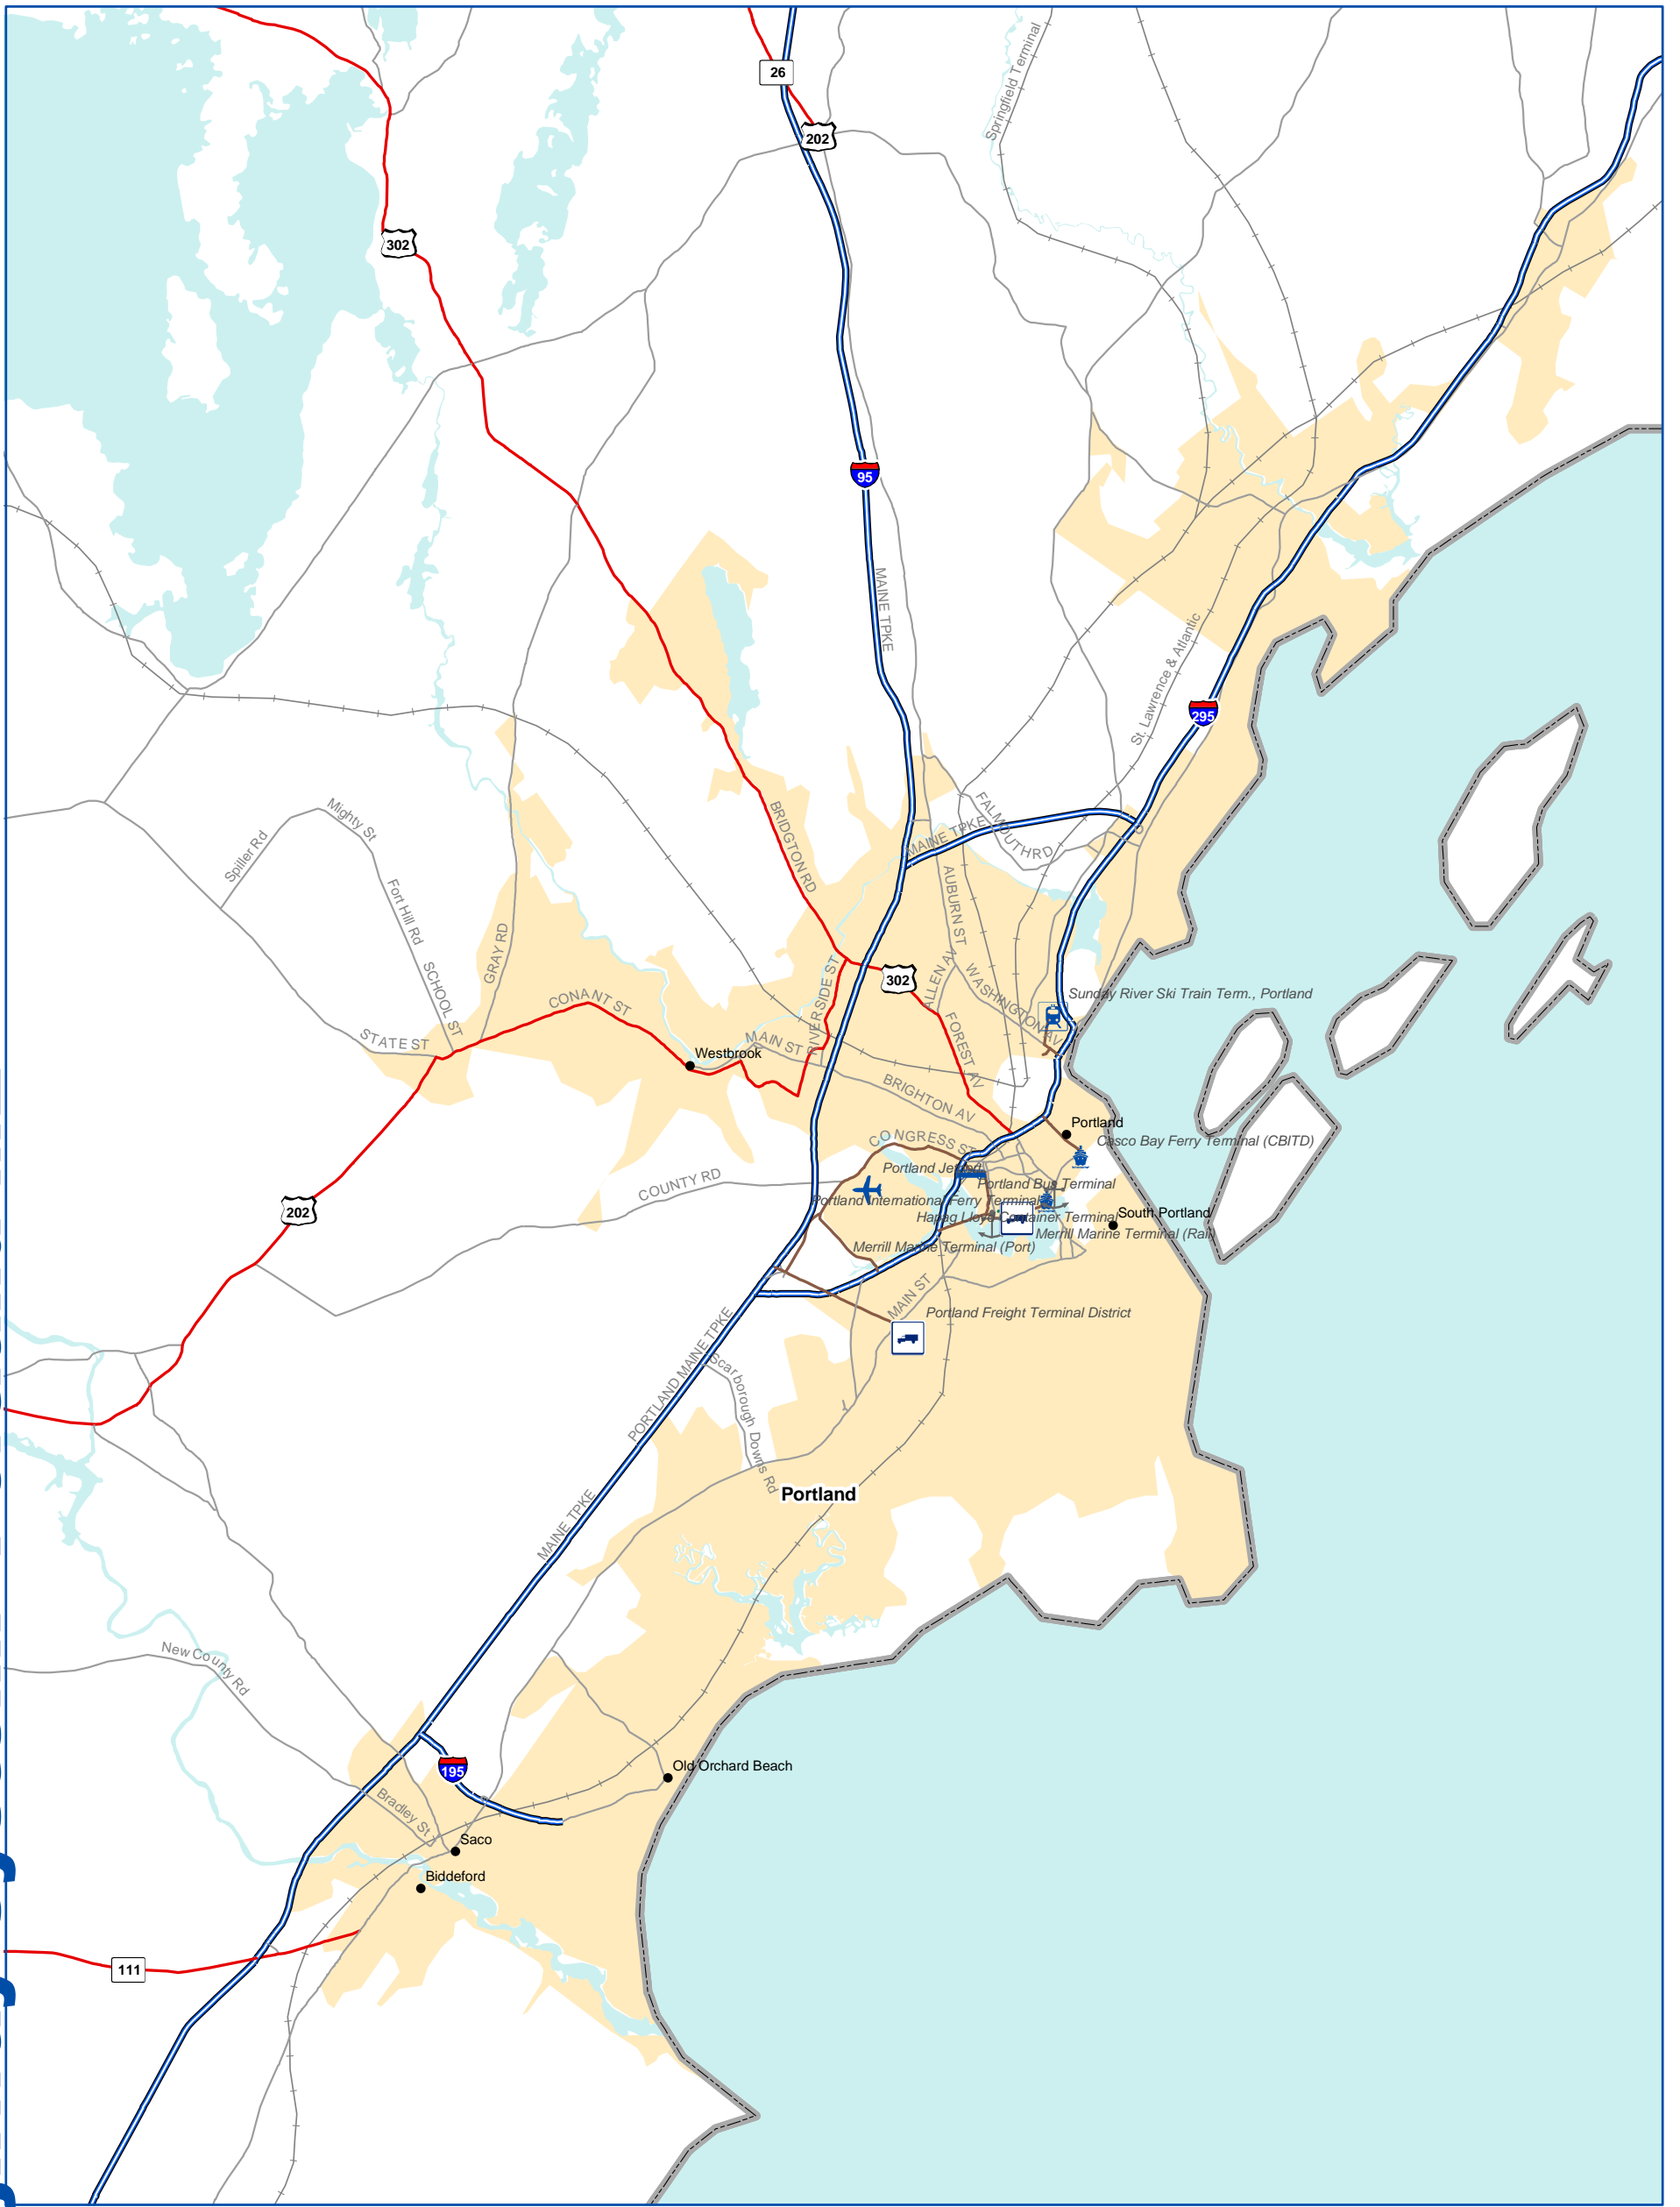 Springfield Terminal
26
202
302
95
MAINE TPKE
St. Lawrence & Atlantic
295
Mighty St
Spiller Rd
BRIDGTON RD
FALMOUTH RD
MAINE TPKE
AUBURN ST
Fort Hill Rd
SCHOOL ST
GRAY RD
CONANT ST
STATE ST
RIVERSIDE ST
302
ALLEN AV
WASHINGTON AV
Sunday River Ski Train Term., Portland
FOREST AV
MAIN ST
Westbrook
BRIGHTON AV
Portland
Casco Bay Ferry Terminal (CBITD)
CONGRESS ST
COUNTY RD
Portland Bus Terminal
Portland International Ferry Terminal
202
Hapag Lloyd Container Terminal
South Portland
Merrill Marine Terminal (Rail)
Merrill Marine Terminal (Port)
MAIN ST
Portland Freight Terminal District
PORTLAND MAINE TPKE
Scarborough Downs Rd
Portland
MAINE TPKE
New County Rd
195
Old Orchard Beach
Bradley St
Saco
Biddeford
111